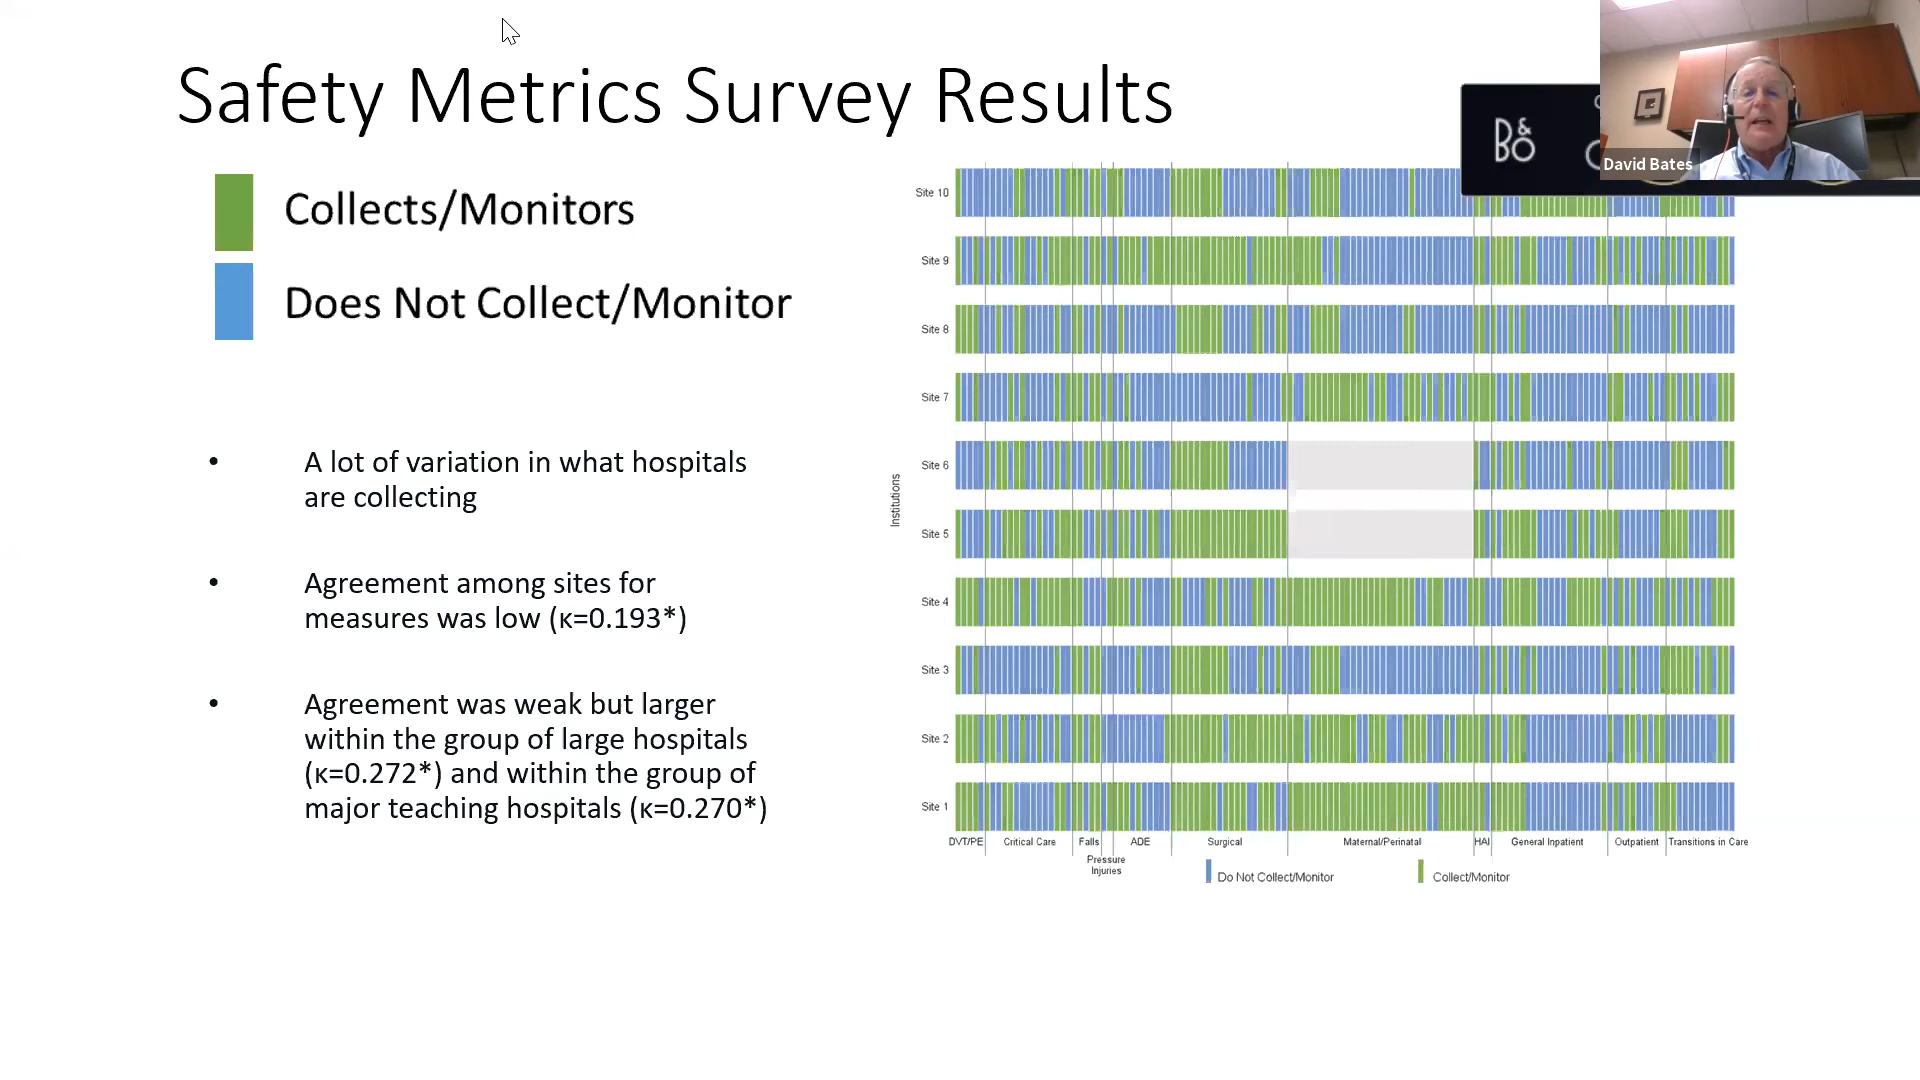 Safety Metrics Survey Results
B&O
David Bates
Collects/Monitors
Does Not Collect/Monitor
• A lot of variation in what hospitals
are collecting
• Agreement among sites for
measures was low (κ=0.193*)
• Agreement was weak but larger
within the group of large hospitals
(κ=0.272*) and within the group of
major teaching hospitals (κ=0.270*)
Institutions
Site 10
Site 9
Site 8
Site 7
Site 6
Site 5
Site 4
Site 3
Site 2
Site 1
DVT/PE Critical Care Falls ADE Surgical Maternal/Perinatal HAI General Inpatient Outpatient Transitions in Care
Pressure
Injuries
Do Not Collect/Monitor Collect/Monitor